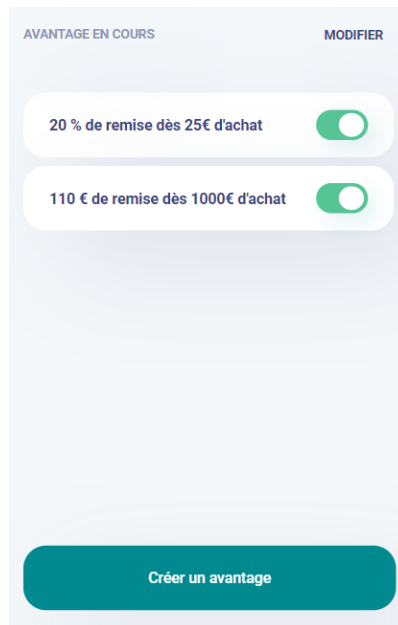 AVANTAGE EN COURS MODIFIER
20 % de remise dès 25€ d'achat
110 € de remise dès 1000€ d'achat
Créer un avantage